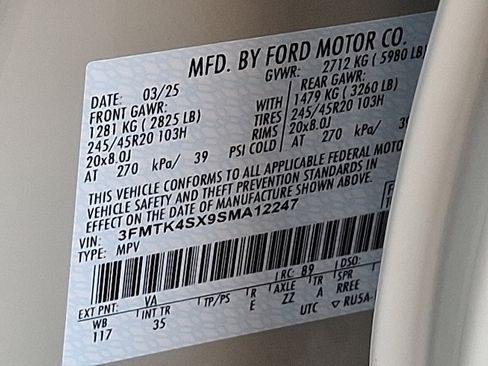 MFD. BY FORD MOTOR CO.
DATE: 03/25 GVWR: 2712 KG ( 5980 LB)
FRONT GAWR: REAR GAWR:
1281 KG ( 2825 LB) WITH 1479 KG ( 3260 LB)
245/45R20 103H TIRES 245/45R20 103H
20x8.0J RIMS 20x8.0J
AT 270 kPa/ 39 PSI COLD AT 270 kPa/
THIS VEHICLE CONFORMS TO ALL APPLICABLE FEDERAL
VEHICLE SAFETY AND THEFT PREVENTION STANDARDS IN
EFFECT ON THE DATE OF MANUFACTURE SHOWN ABOVE.
VIN: 3FMTK4SX9SMA12247
TYPE: MPV
RC: 89 DSO:
EXT PNT: VA
WB INT TR TP/PS R AXLE TR SPR
117 35 E ZZ A RREE
UTC ▽ RU5A-